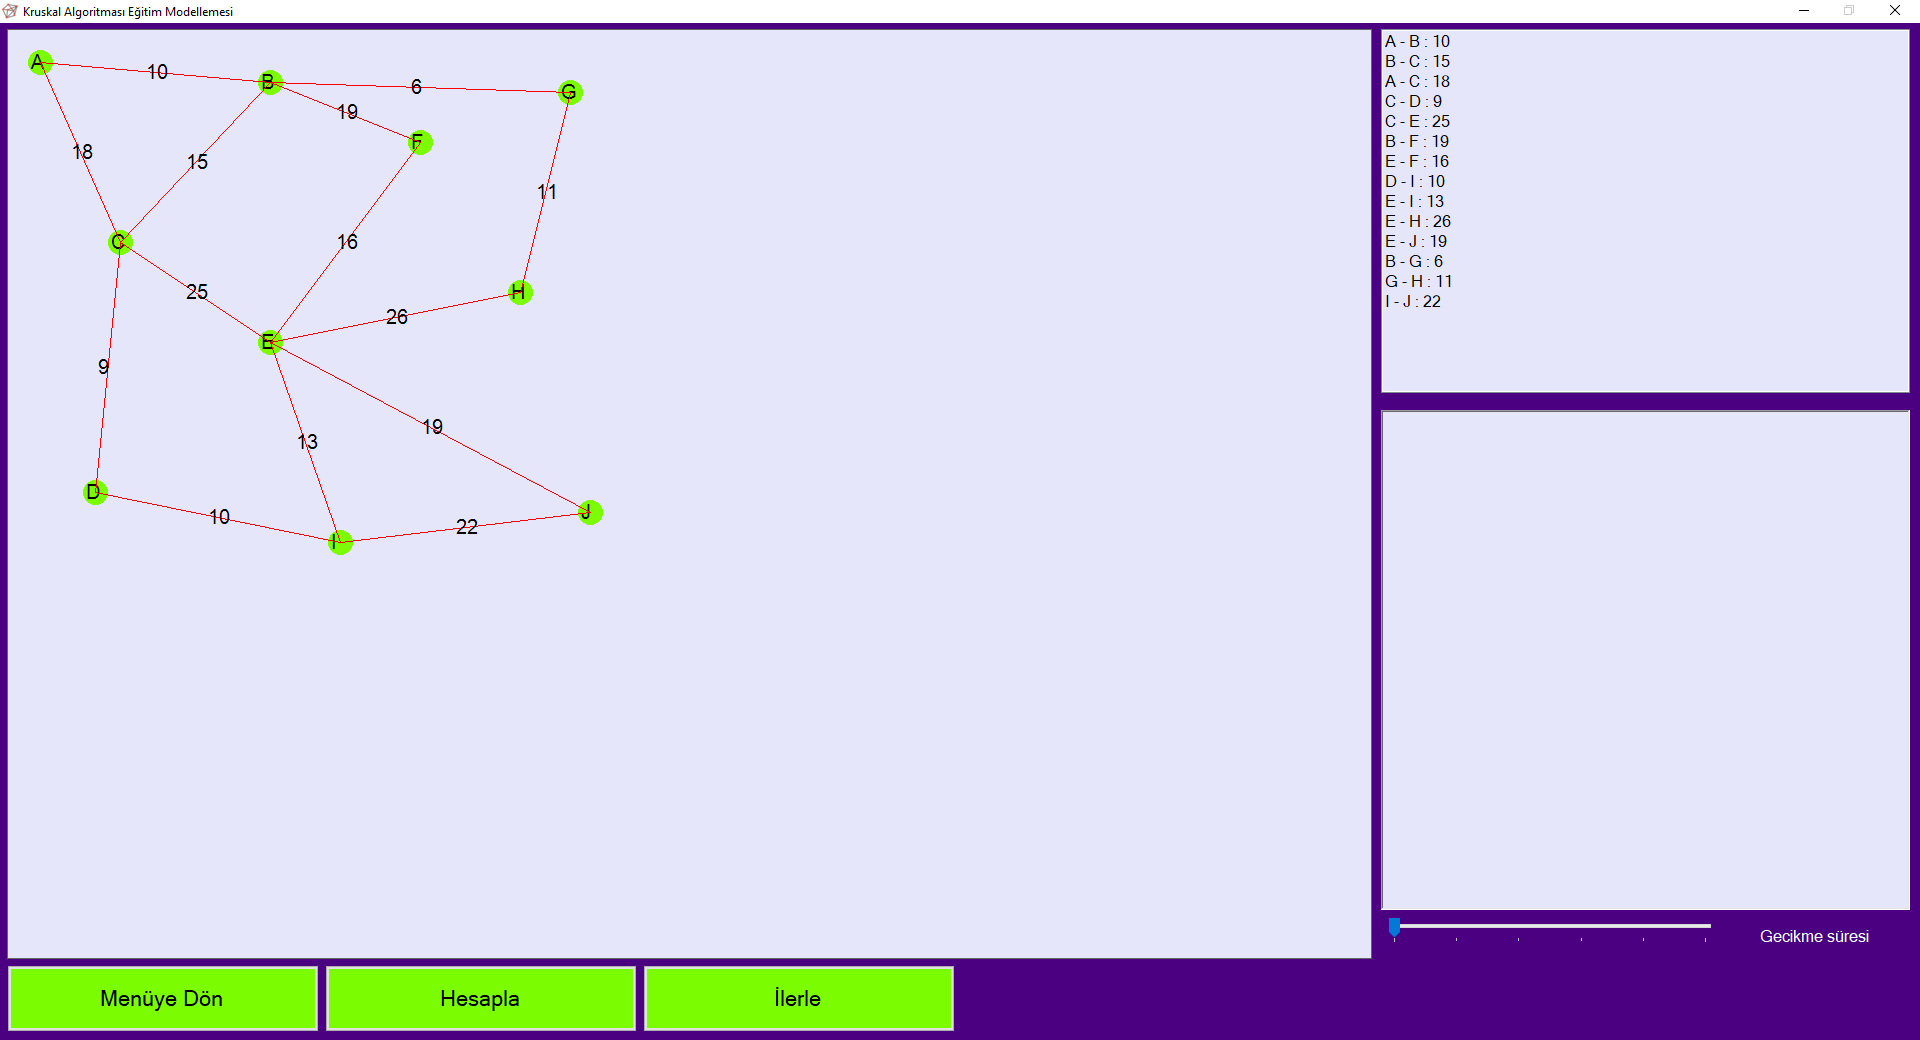 Kruskal Algoritması Eğitim Modellemesi
A
10
B
6
G
19
F
18
15
11
C
16
25
H
26
E
9
19
13
D
10
22
J
I
A - B : 10
B - C : 15
A - C : 18
C - D : 9
C - E : 25
B - F : 19
E - F : 16
D - I : 10
E - I : 13
E - H : 26
E - J : 19
B - G : 6
G - H : 11
I - J : 22
Gecikme süresi
Menüye Dön
Hesapla
İlerle